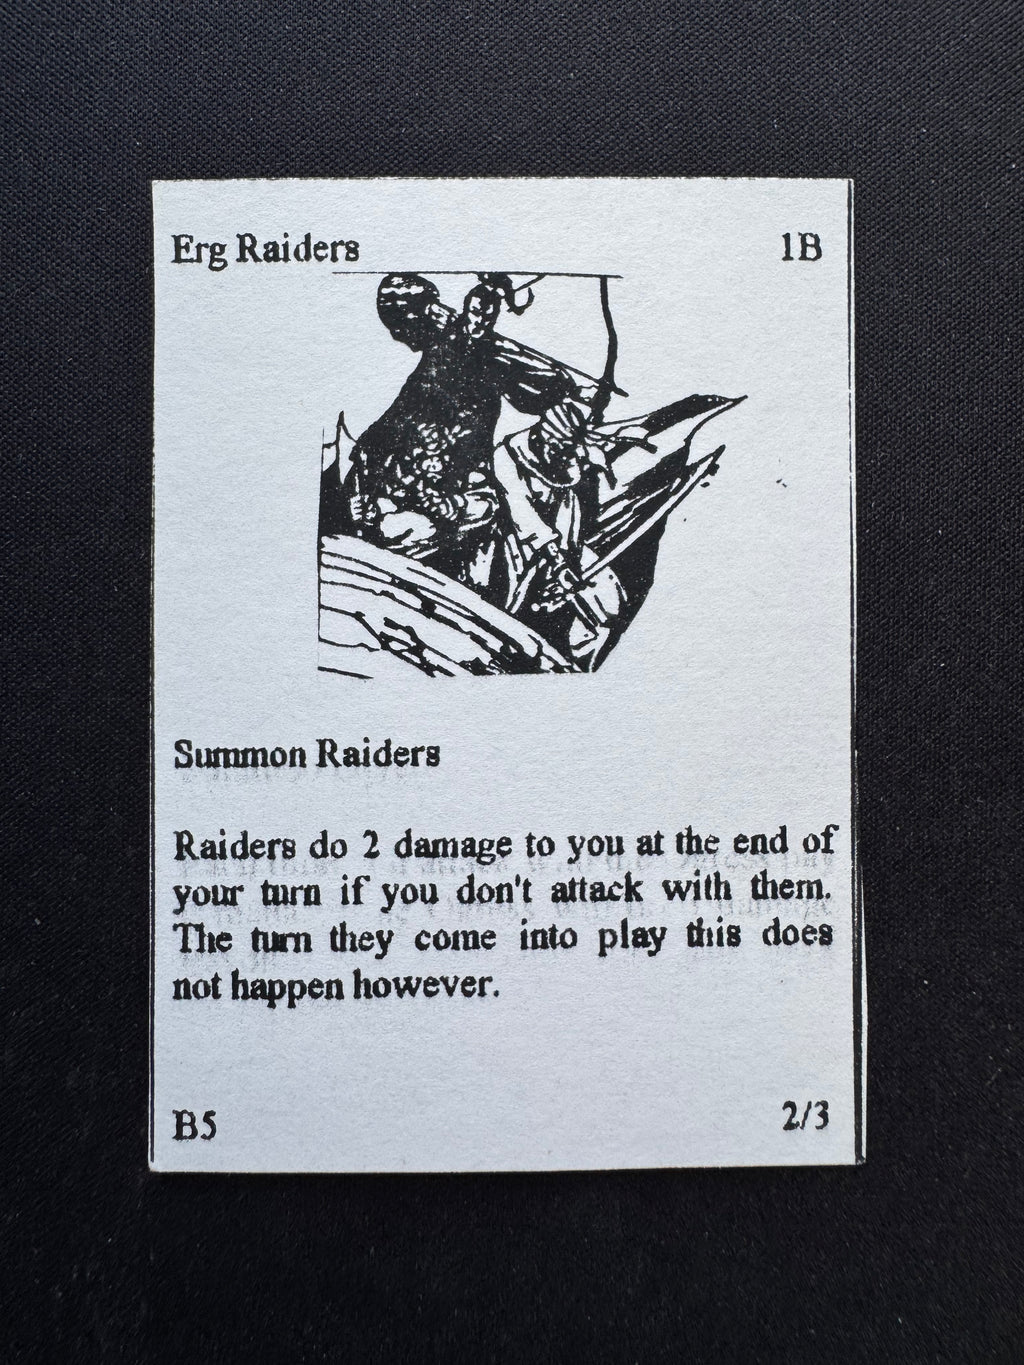 Erg Raiders 1B
Summon Raiders
Raiders do 2 damage to you at the end of
your turn if you don't attack with them.
The turn they come into play this does
not happen however.
B5 2/3